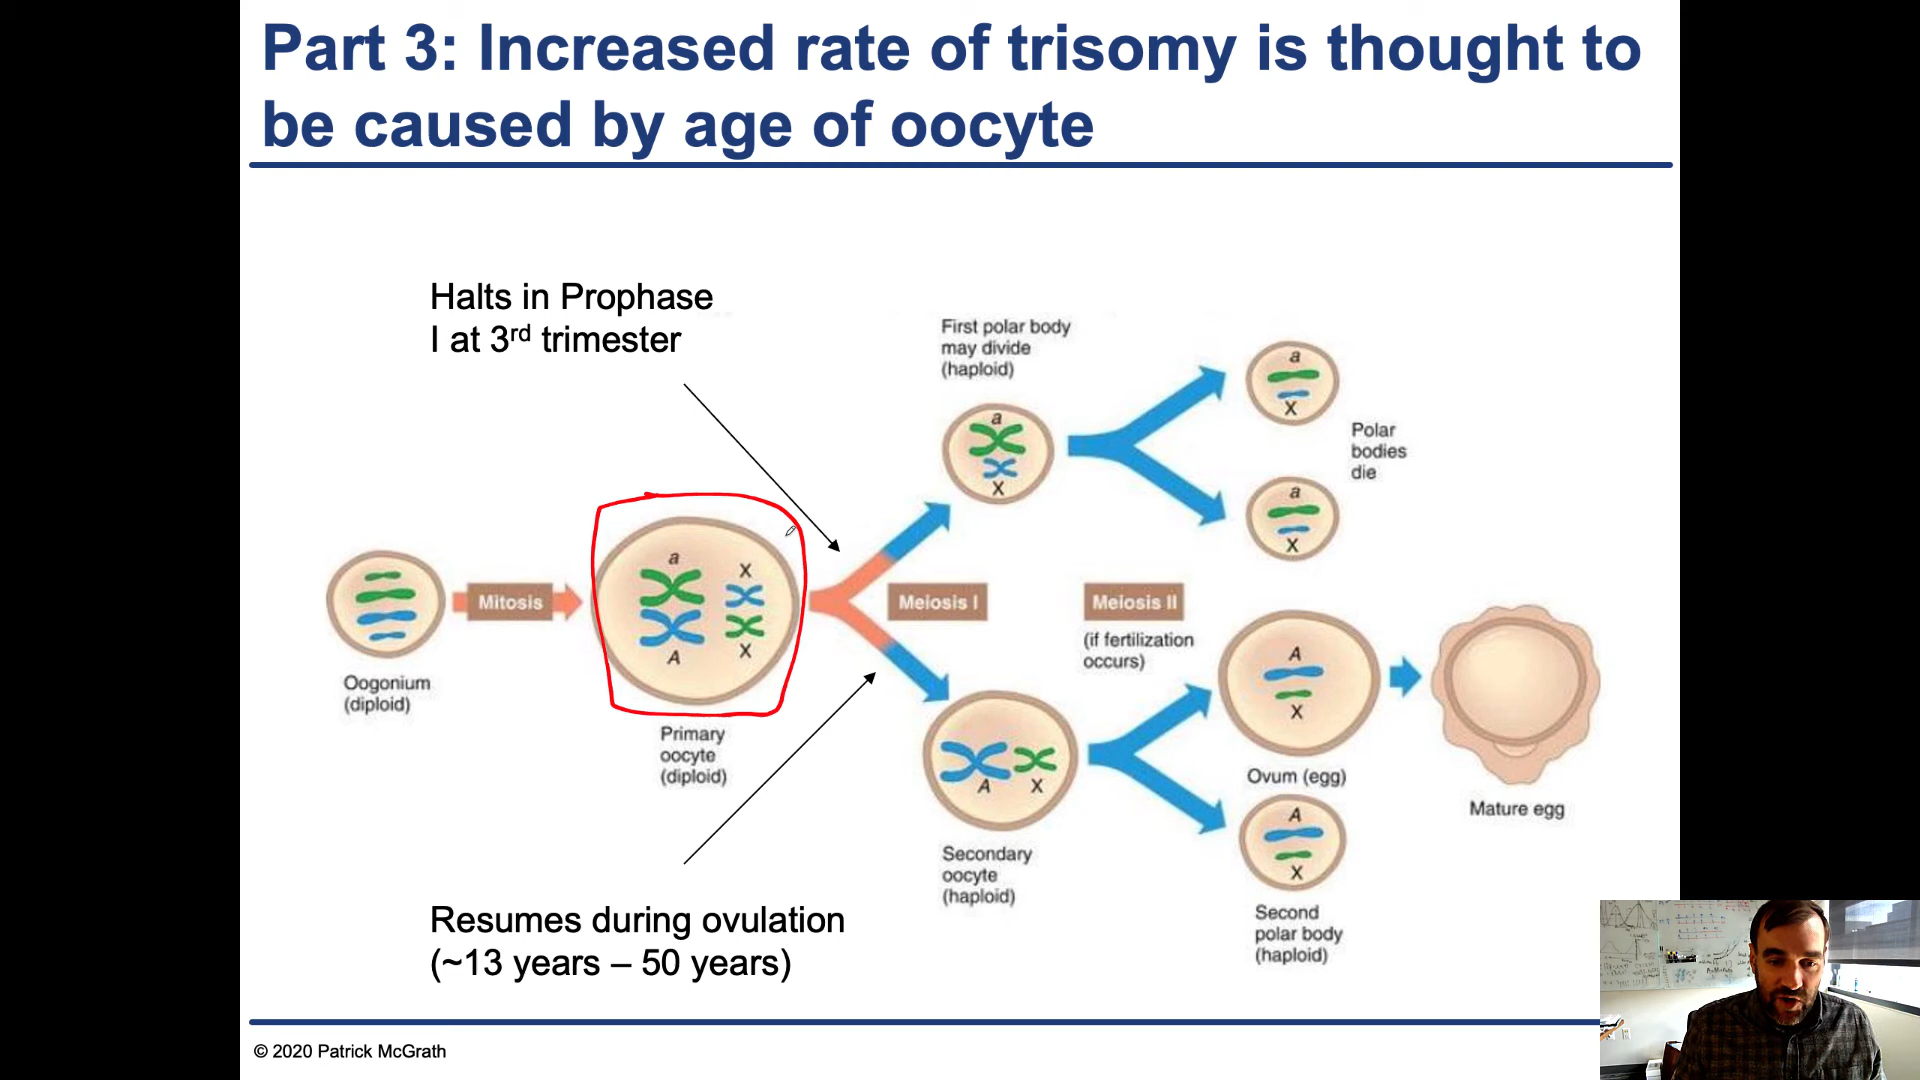 Part 3: Increased rate of trisomy is thought to
be caused by age of oocyte
Halts in Prophase
I at 3rd trimester
First polar body
may divide
(haploid)
a
X
a
X
Polar
bodies
die
a
X
Mitosis
a
X
A
X
Meiosis I
Meiosis II
(if fertilization
occurs)
Oogonium
(diploid)
Primary
oocyte
(diploid)
A
X
A
X
Ovum (egg)
Mature egg
Secondary
oocyte
(haploid)
A
X
Second
polar body
(haploid)
Resumes during ovulation
(~13 years – 50 years)
© 2020 Patrick McGrath